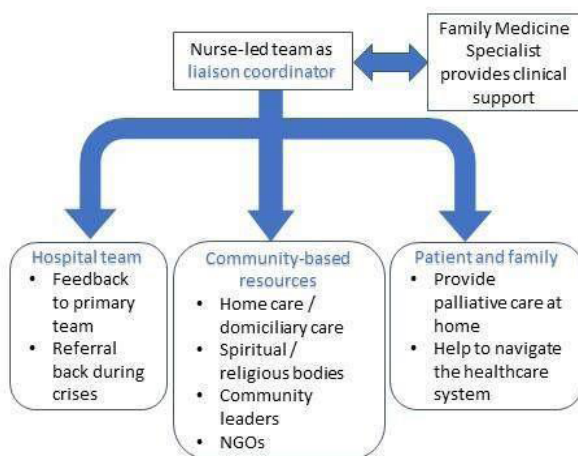 Nurse-led team as
liaison coordinator
Family Medicine
Specialist
provides clinical
support
Hospital team
• Feedback
to primary
team
• Referral
back during
crises
Community-based
resources
• Home care /
domiciliary care
• Spiritual /
religious bodies
• Community
leaders
• NGOs
Patient and family
• Provide
palliative care at
home
• Help to navigate
the healthcare
system